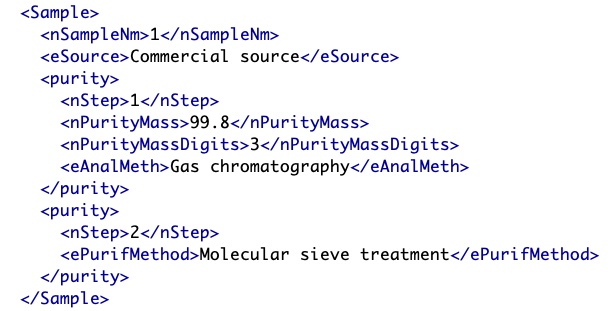 <Sample>
<nSampleNm>1</nSampleNm>
<eSource>Commercial source</eSource>
<purity>
<nStep>1</nStep>
<nPurityMass>99.8</nPurityMass>
<nPurityMassDigits>3</nPurityMassDigits>
<eAnalMeth>Gas chromatography</eAnalMeth>
</purity>
<purity>
<nStep>2</nStep>
<ePurifMethod>Molecular sieve treatment</ePurifMethod>
</purity>
</Sample>